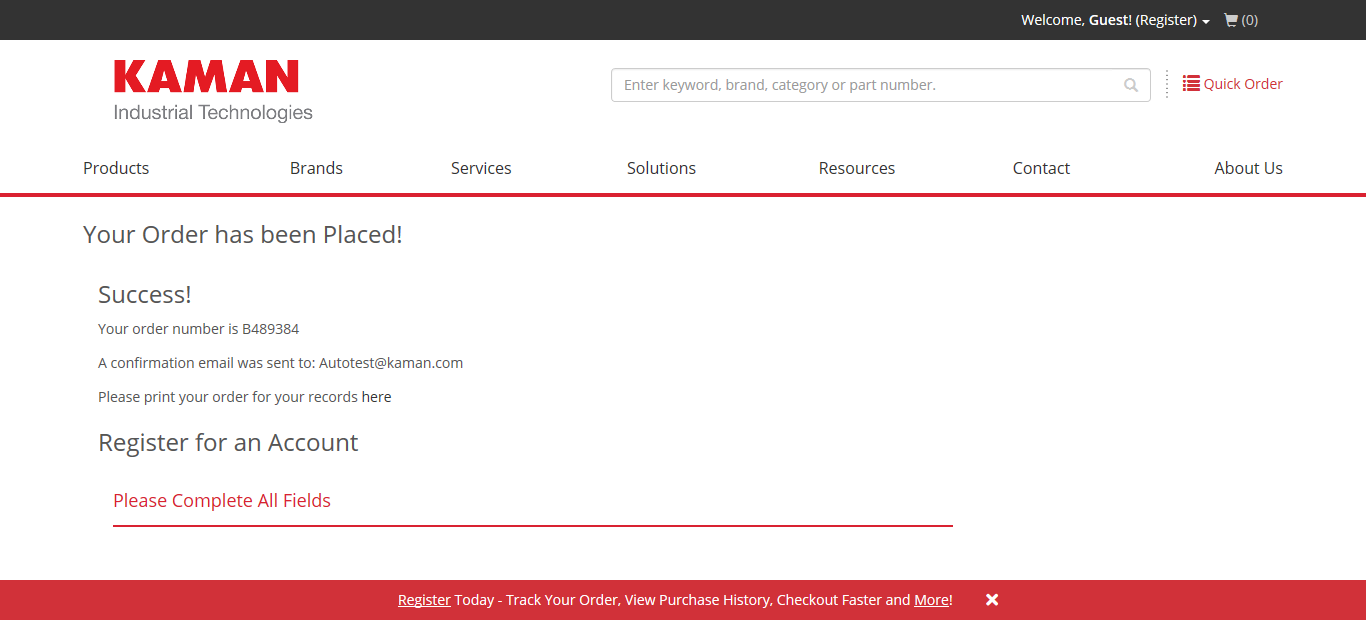 Welcome, Guest! (Register)
(0)
KAMAN
Industrial Technologies
Enter keyword, brand, category or part number.
Quick Order
Products Brands Services Solutions Resources Contact About Us
Your Order has been Placed!
Success!
Your order number is B489384
A confirmation email was sent to: Autotest@kaman.com
Please print your order for your records here
Register for an Account
Please Complete All Fields
Register Today - Track Your Order, View Purchase History, Checkout Faster and More!